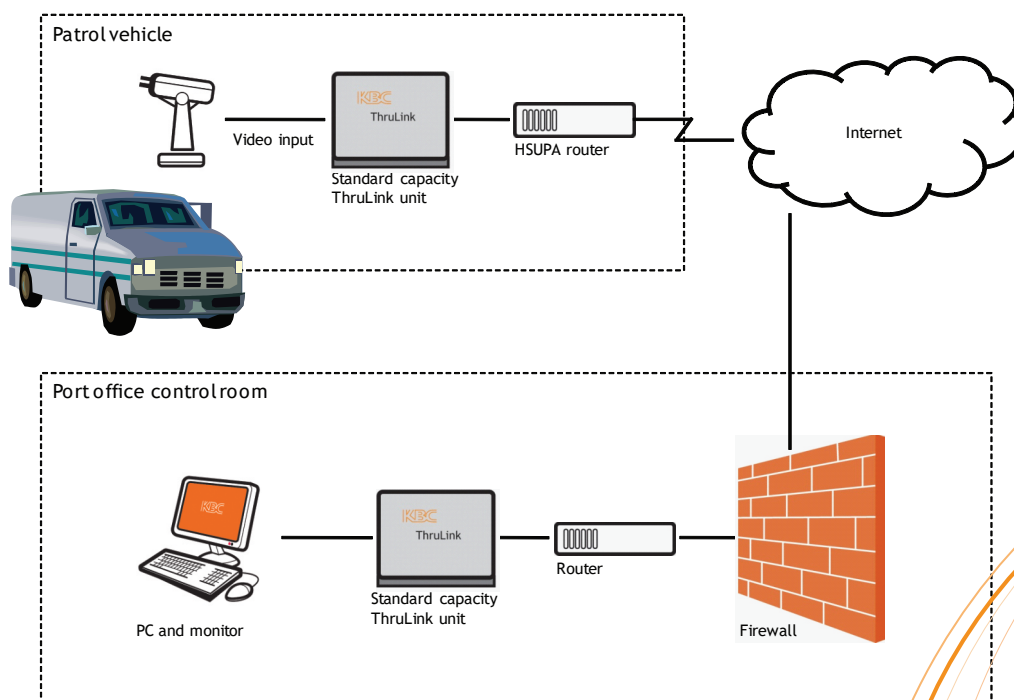 Patrol vehicle
KBC
ThruLink
Video input
HSUPA router
Internet
Standard capacity
ThruLink unit
Port office control room
KBC
KBC
ThruLink
Router
Standard capacity
ThruLink unit
PC and monitor
Firewall